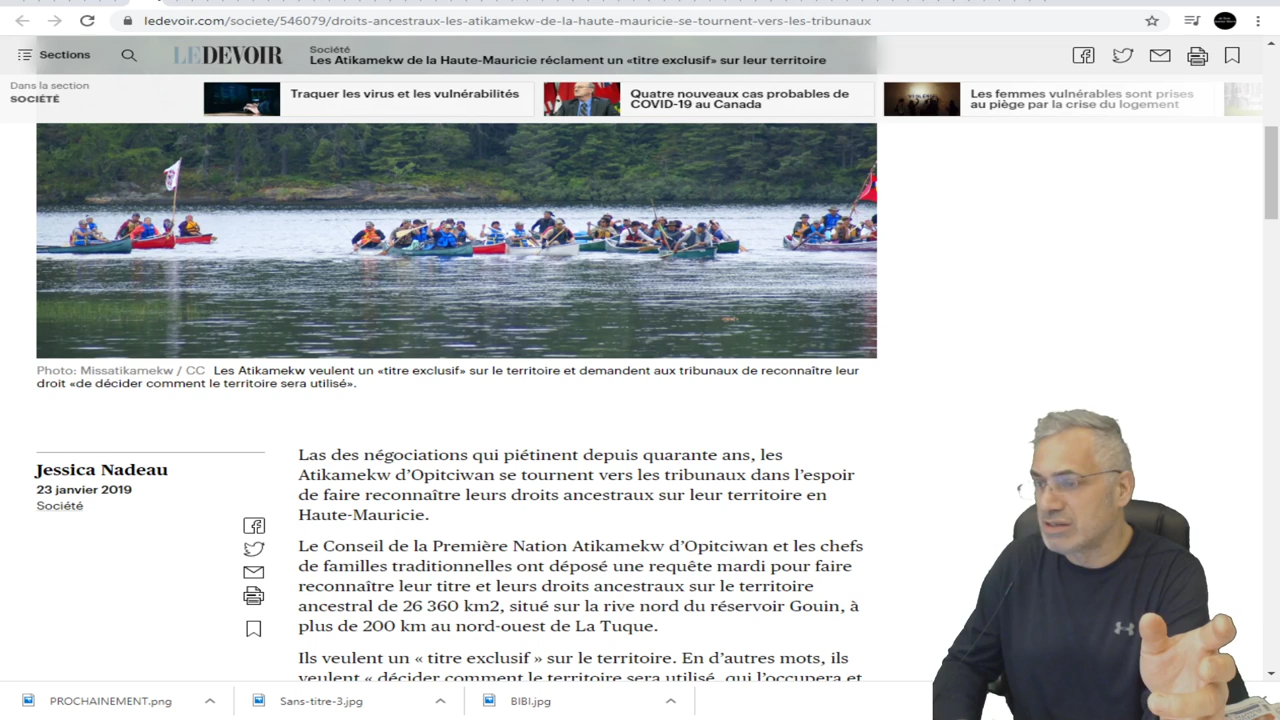 ledevoir.com/societe/546079/droits-ancestraux-les-atikamekw-de-la-haute-mauricie-se-tournent-vers-les-tribunaux
Sections
LE DEVOIR
Société
Les Atikamekw de la Haute-Mauricie réclament un «titre exclusif» sur leur territoire
Dans la section
SOCIÉTÉ
Traquer les virus et les vulnérabilités
Quatre nouveaux cas probables de
COVID-19 au Canada
Les femmes vulnérables sont prises
au piège par la crise du logement
Photo: Missatikamekw / CC Les Atikamekw veulent un «titre exclusif» sur le territoire et demandent aux tribunaux de reconnaître leur
droit «de décider comment le territoire sera utilisé».
Jessica Nadeau
23 janvier 2019
Société
Las des négociations qui piétinent depuis quarante ans, les
Atikamekw d'Opitciwan se tournent vers les tribunaux dans l'espoir
de faire reconnaître leurs droits ancestraux sur leur territoire en
Haute-Mauricie.
Le Conseil de la Première Nation Atikamekw d'Opitciwan et les chefs
de familles traditionnelles ont déposé une requête mardi pour faire
reconnaître leur titre et leurs droits ancestraux sur le territoire
ancestral de 26 360 km2, situé sur la rive nord du réservoir Gouin, à
plus de 200 km au nord-ouest de La Tuque.
Ils veulent un « titre exclusif » sur le territoire. En d'autres mots, ils
veulent « décider comment le territoire sera utilisé, qui l'occupera et
PROCHAINEMENT.png
Sans-titre-3.jpg
BIBI.jpg